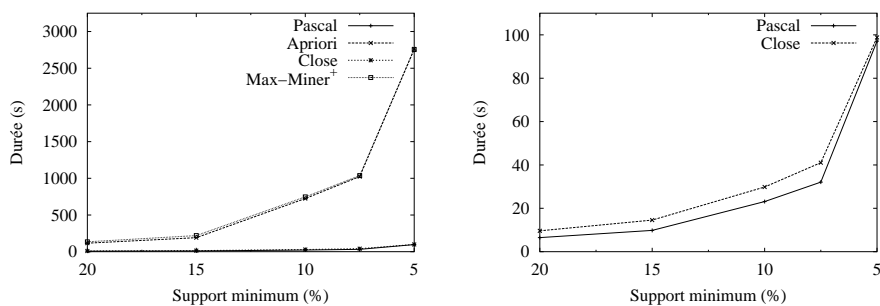 Durée (s)
3000
2500
2000
1500
1000
500
0
20
15
10
5
Support minimum (%)
Pascal
Apriori
Close
Max−Miner+
Durée (s)
100
80
60
40
20
0
20
15
10
5
Support minimum (%)
Pascal
Close